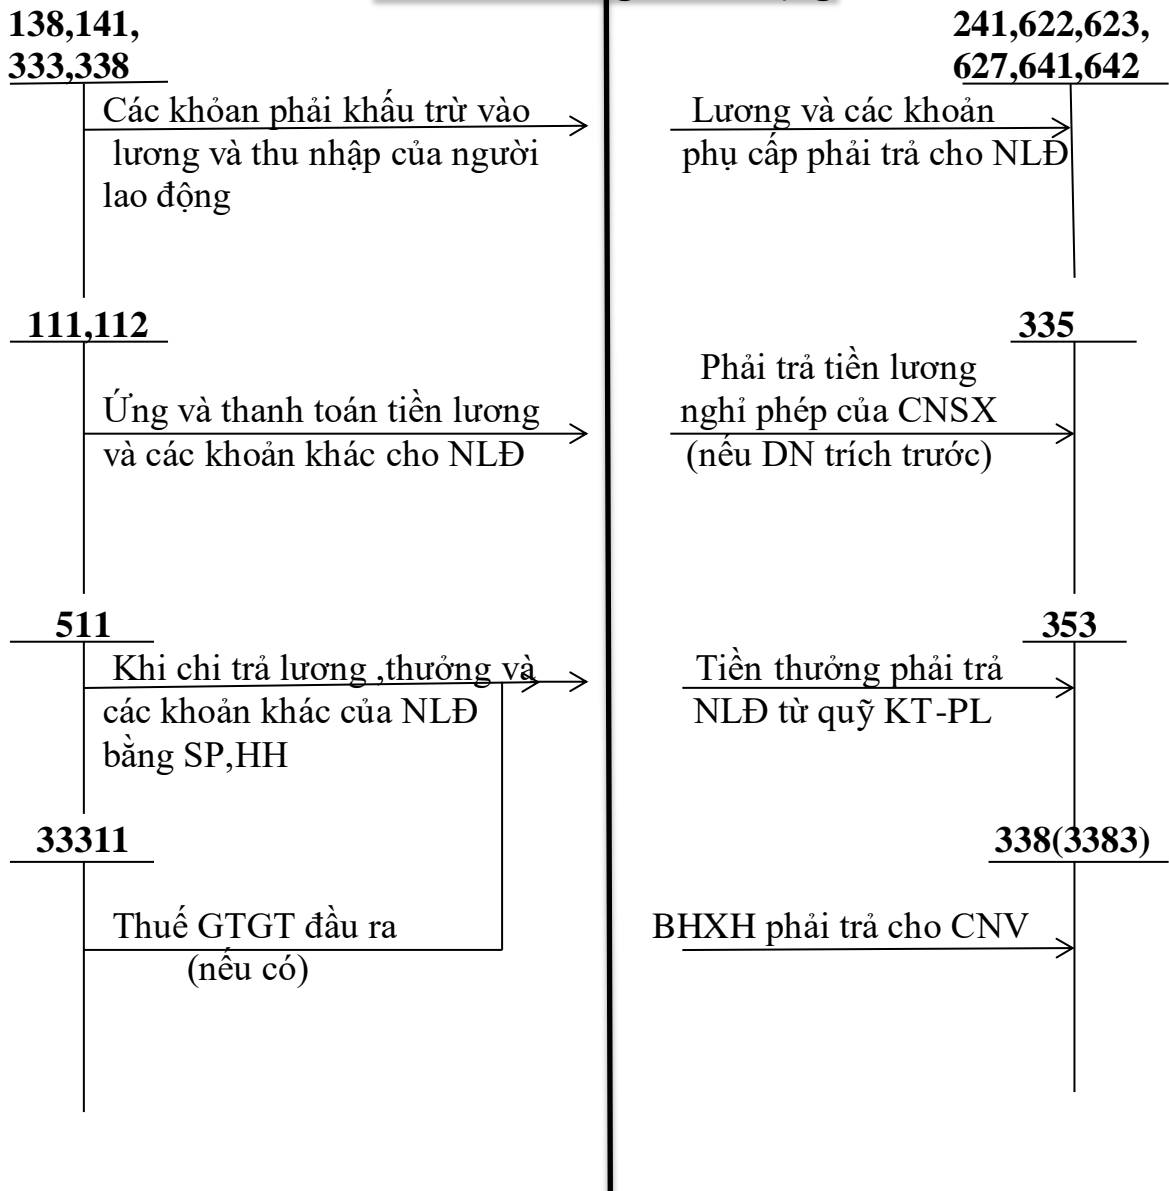 138,141,
333,338
Các khỏan phải khấu trừ vào
lương và thu nhập của người
lao động
111,112
Ứng và thanh toán tiền lương
và các khoản khác cho NLĐ
511
Khi chi trả lương ,thưởng và
các khoản khác của NLĐ
bằng SP,HH
33311
Thuế GTGT đầu ra
(nếu có)
241,622,623,
627,641,642
Lương và các khoản
phụ cấp phải trả cho NLĐ
335
Phải trả tiền lương
nghỉ phép của CNSX
(nếu DN trích trước)
353
Tiền thưởng phải trả
NLĐ từ quỹ KT-PL
338(3383)
BHXH phải trả cho CNV